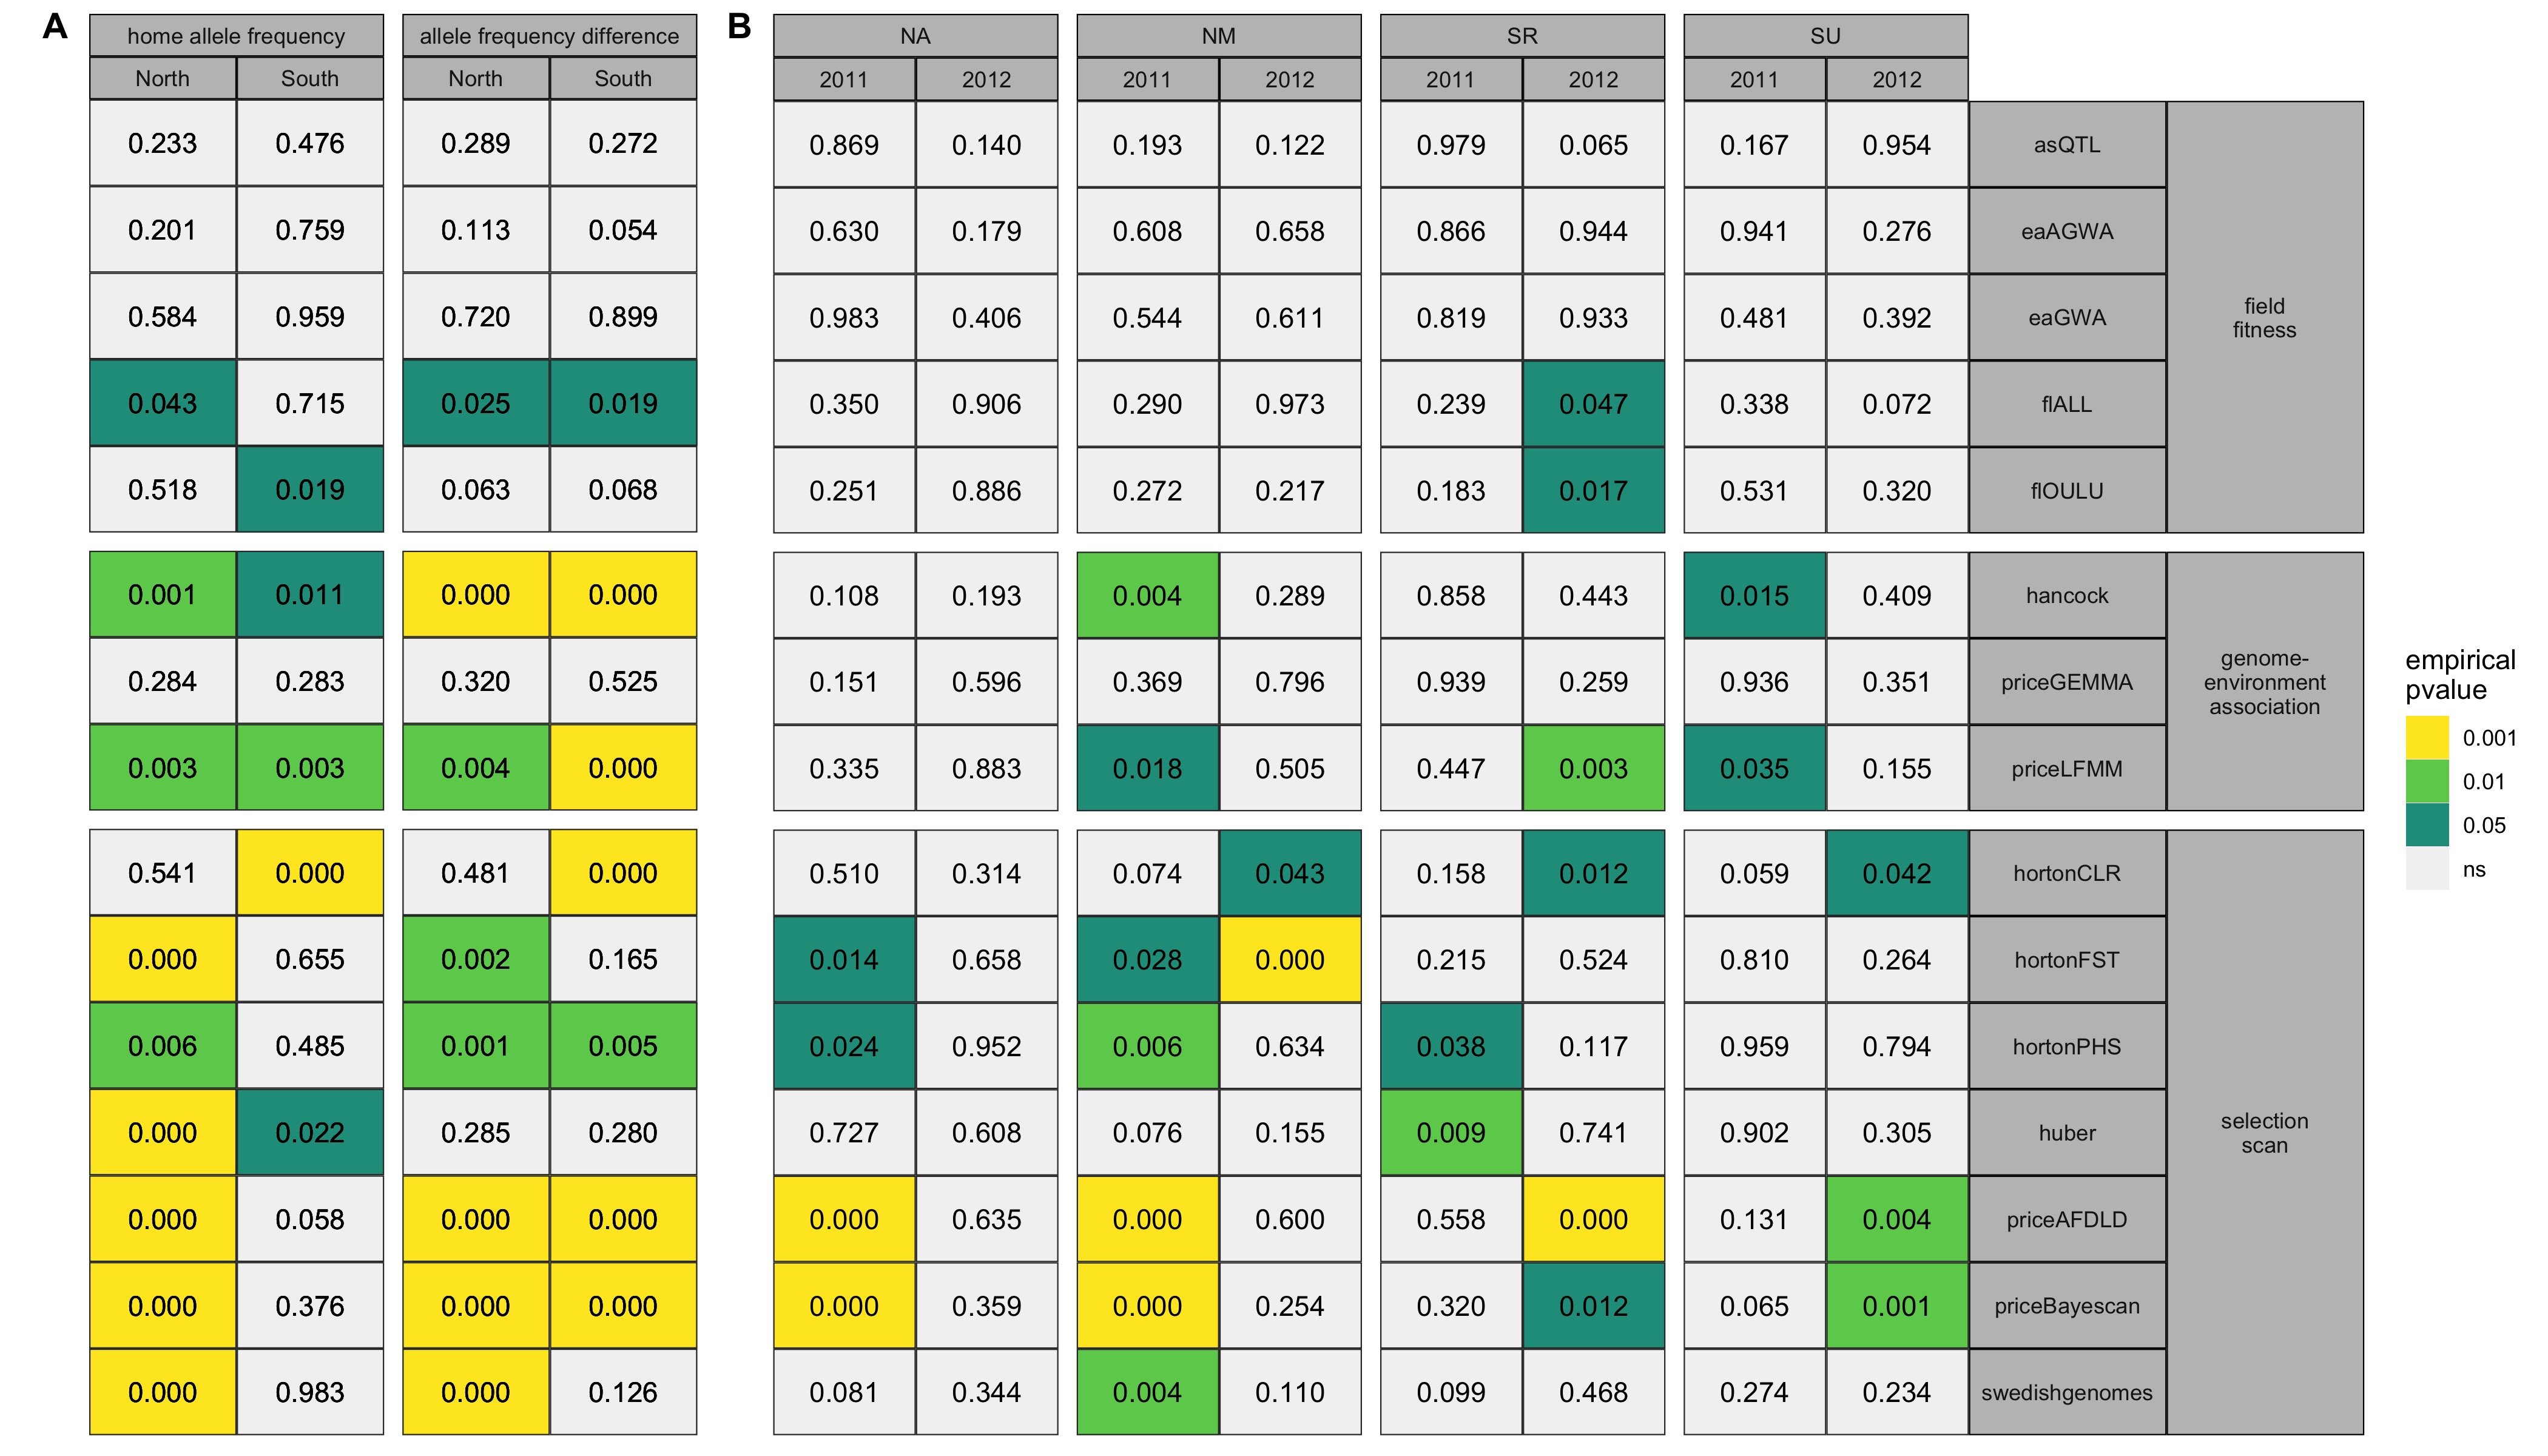 A
B
home allele frequency allele frequency difference NA NM SR SU
North South North South 2011 2012 2011 2012 2011 2012 2011 2012
0.233 0.476 0.289 0.272 0.869 0.140 0.193 0.122 0.979 0.065 0.167 0.954 asQTL
0.201 0.759 0.113 0.054 0.630 0.179 0.608 0.658 0.866 0.944 0.941 0.276 eaAGWA
0.584 0.959 0.720 0.899 0.983 0.406 0.544 0.611 0.819 0.933 0.481 0.392 eaGWA
field
fitness
0.043 0.715 0.025 0.019 0.350 0.906 0.290 0.973 0.239 0.047 0.338 0.072 flALL
0.518 0.019 0.063 0.068 0.251 0.886 0.272 0.217 0.183 0.017 0.531 0.320 flOULU
0.001 0.011 0.000 0.000 0.108 0.193 0.004 0.289 0.858 0.443 0.015 0.409 hancock
0.284 0.283 0.320 0.525 0.151 0.596 0.369 0.796 0.939 0.259 0.936 0.351 priceGEMMA
genome-
environment
association
0.003 0.003 0.004 0.000 0.335 0.883 0.018 0.505 0.447 0.003 0.035 0.155 priceLFMM
0.541 0.000 0.481 0.000 0.510 0.314 0.074 0.043 0.158 0.012 0.059 0.042 hortonCLR
0.000 0.655 0.002 0.165 0.014 0.658 0.028 0.000 0.215 0.524 0.810 0.264 hortonFST
0.006 0.485 0.001 0.005 0.024 0.952 0.006 0.634 0.038 0.117 0.959 0.794 hortonPHS
0.000 0.022 0.285 0.280 0.727 0.608 0.076 0.155 0.009 0.741 0.902 0.305 huber
selection
scan
0.000 0.058 0.000 0.000 0.000 0.635 0.000 0.600 0.558 0.000 0.131 0.004 priceAFDLD
0.000 0.376 0.000 0.000 0.000 0.359 0.000 0.254 0.320 0.012 0.065 0.001 priceBayescan
0.000 0.983 0.000 0.126 0.081 0.344 0.004 0.110 0.099 0.468 0.274 0.234 swedishgenomes
empirical
pvalue
0.001
0.01
0.05
ns